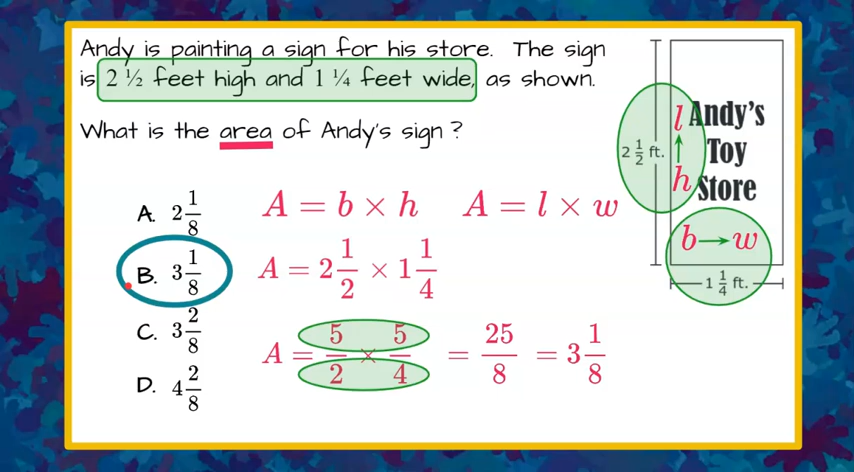 Andy is painting a sign for his store. The sign
is 2 ½ feet high and 1 ¼ feet wide, as shown.
What is the area of Andy's sign ?
A. 2 1/8
B. 3 1/8
C. 3 2/8
D. 4 2/8
A = b × h
A = l × w
A = 2 1/2 × 1 1/4
A = 5/2 × 5/4 = 25/8 = 3 1/8
2 1/2 ft.
l
h
Andy's
Toy
Store
b → w
1 1/4 ft.